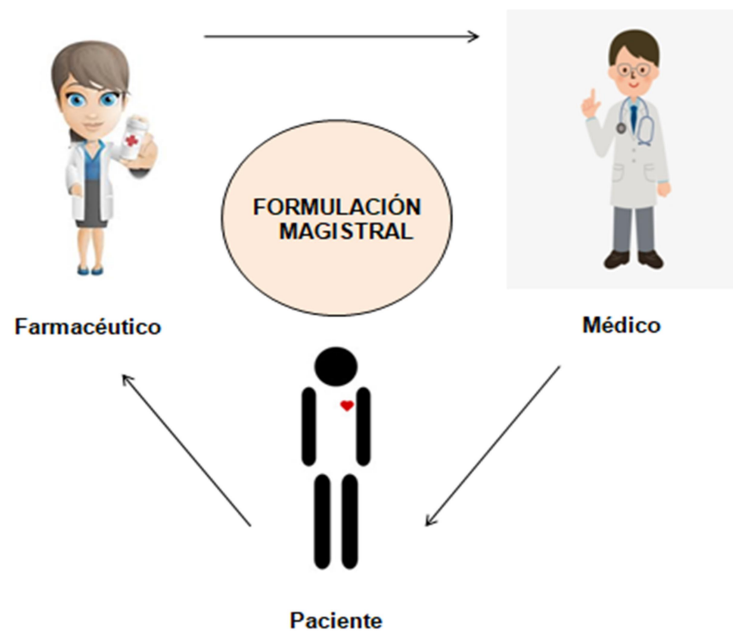 FORMULACIÓN
MAGISTRAL
Farmacéutico
Médico
Paciente